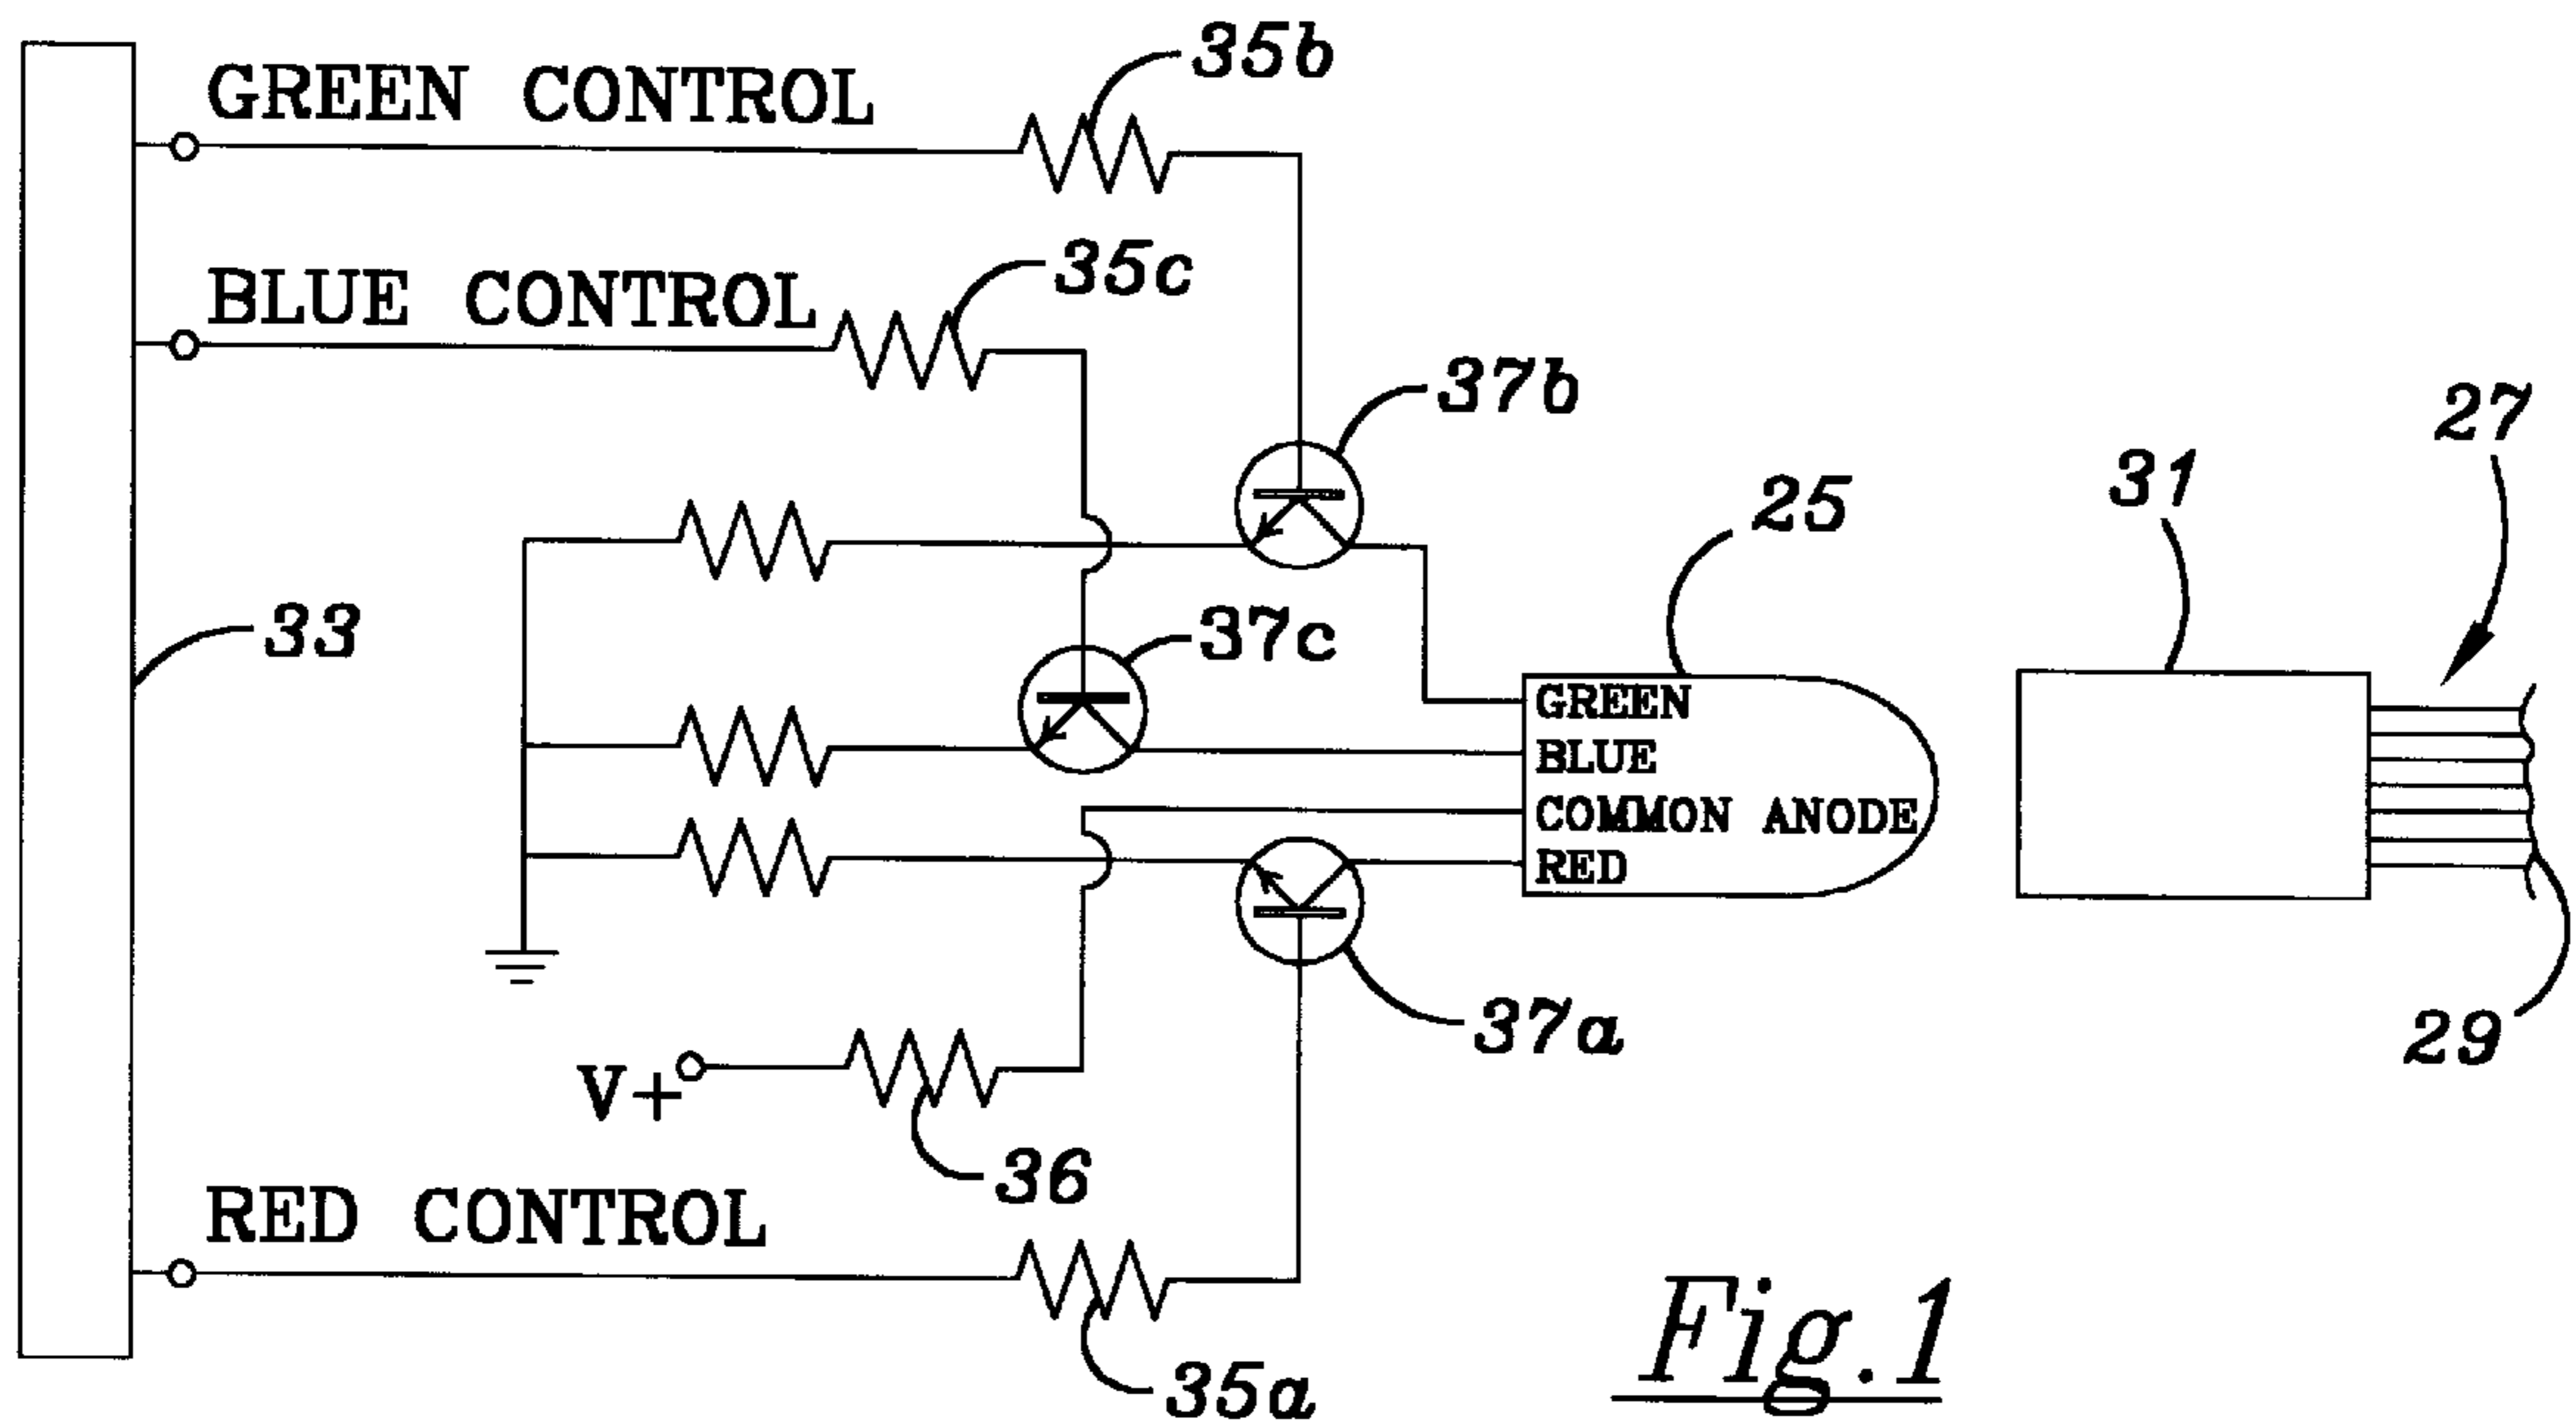 35b
GREEN CONTROL
35c
BLUE CONTROL
37b
27
31
25
33
37c
GREEN
BLUE
COMMON ANODE
RED
37a
29
V+
36
RED CONTROL
35a
Fig.1